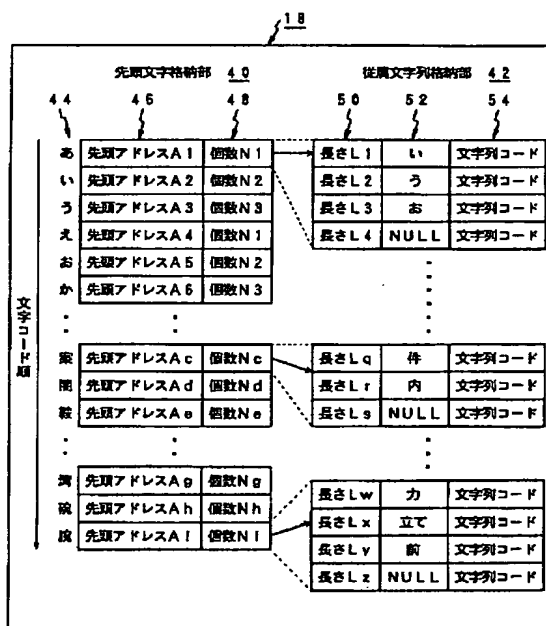 18
先頭文字格納部 40 従属文字列格納部 42
44 46 48 50 52 54
あ 先頭アドレスA1 個数N1 長さL1 い 文字列コード
い 先頭アドレスA2 個数N2 長さL2 う 文字列コード
う 先頭アドレスA3 個数N3 長さL3 お 文字列コード
え 先頭アドレスA4 個数N1 長さL4 NULL 文字列コード
お 先頭アドレスA5 個数N2
か 先頭アドレスA6 個数N3
文字コード順
案 先頭アドレスAc 個数Nc 長さLq 件 文字列コード
闇 先頭アドレスAd 個数Nd 長さLr 内 文字列コード
鞍 先頭アドレスAe 個数Ne 長さLs NULL 文字列コード
湾 先頭アドレスAg 個数Ng
碗 先頭アドレスAh 個数Nh 長さLw 力 文字列コード
腕 先頭アドレスAi 個数Ni 長さLx 立て 文字列コード
長さLy 前 文字列コード
長さLz NULL 文字列コード